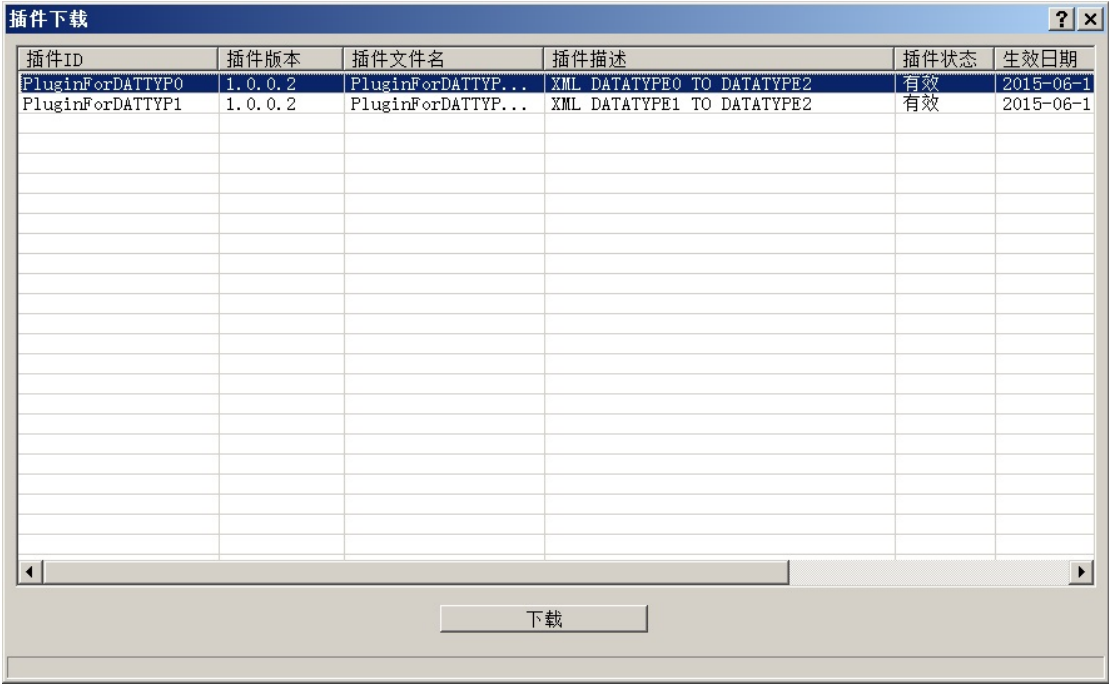 插件下载
插件ID 插件版本 插件文件名 插件描述 插件状态 生效日期
PluginForDATTYP0 1.0.0.2 PluginForDATTYP... XML DATATYPE0 TO DATATYPE2 有效 2015-06-1
PluginForDATTYP1 1.0.0.2 PluginForDATTYP... XML DATATYPE1 TO DATATYPE2 有效 2015-06-1
下载